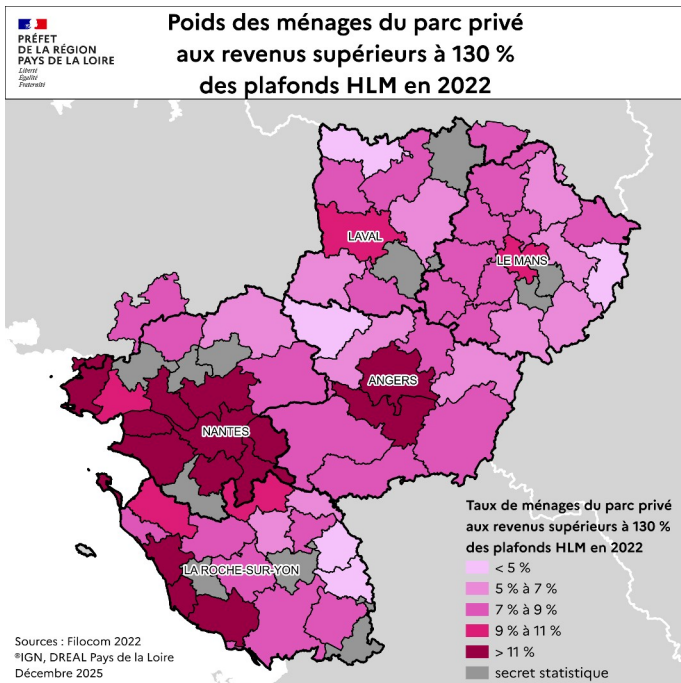 PRÉFET
DE LA RÉGION
PAYS DE LA LOIRE
Liberté
Égalité
Fraternité
Poids des ménages du parc privé
aux revenus supérieurs à 130 %
des plafonds HLM en 2022
LAVAL
LE MANS
ANGERS
NANTES
LA ROCHE-SUR-YON
Taux de ménages du parc privé
aux revenus supérieurs à 130 %
des plafonds HLM en 2022
< 5 %
5 % à 7 %
7 % à 9 %
9 % à 11 %
> 11 %
secret statistique
Sources : Filocom 2022
®IGN, DREAL Pays de la Loire
Décembre 2025